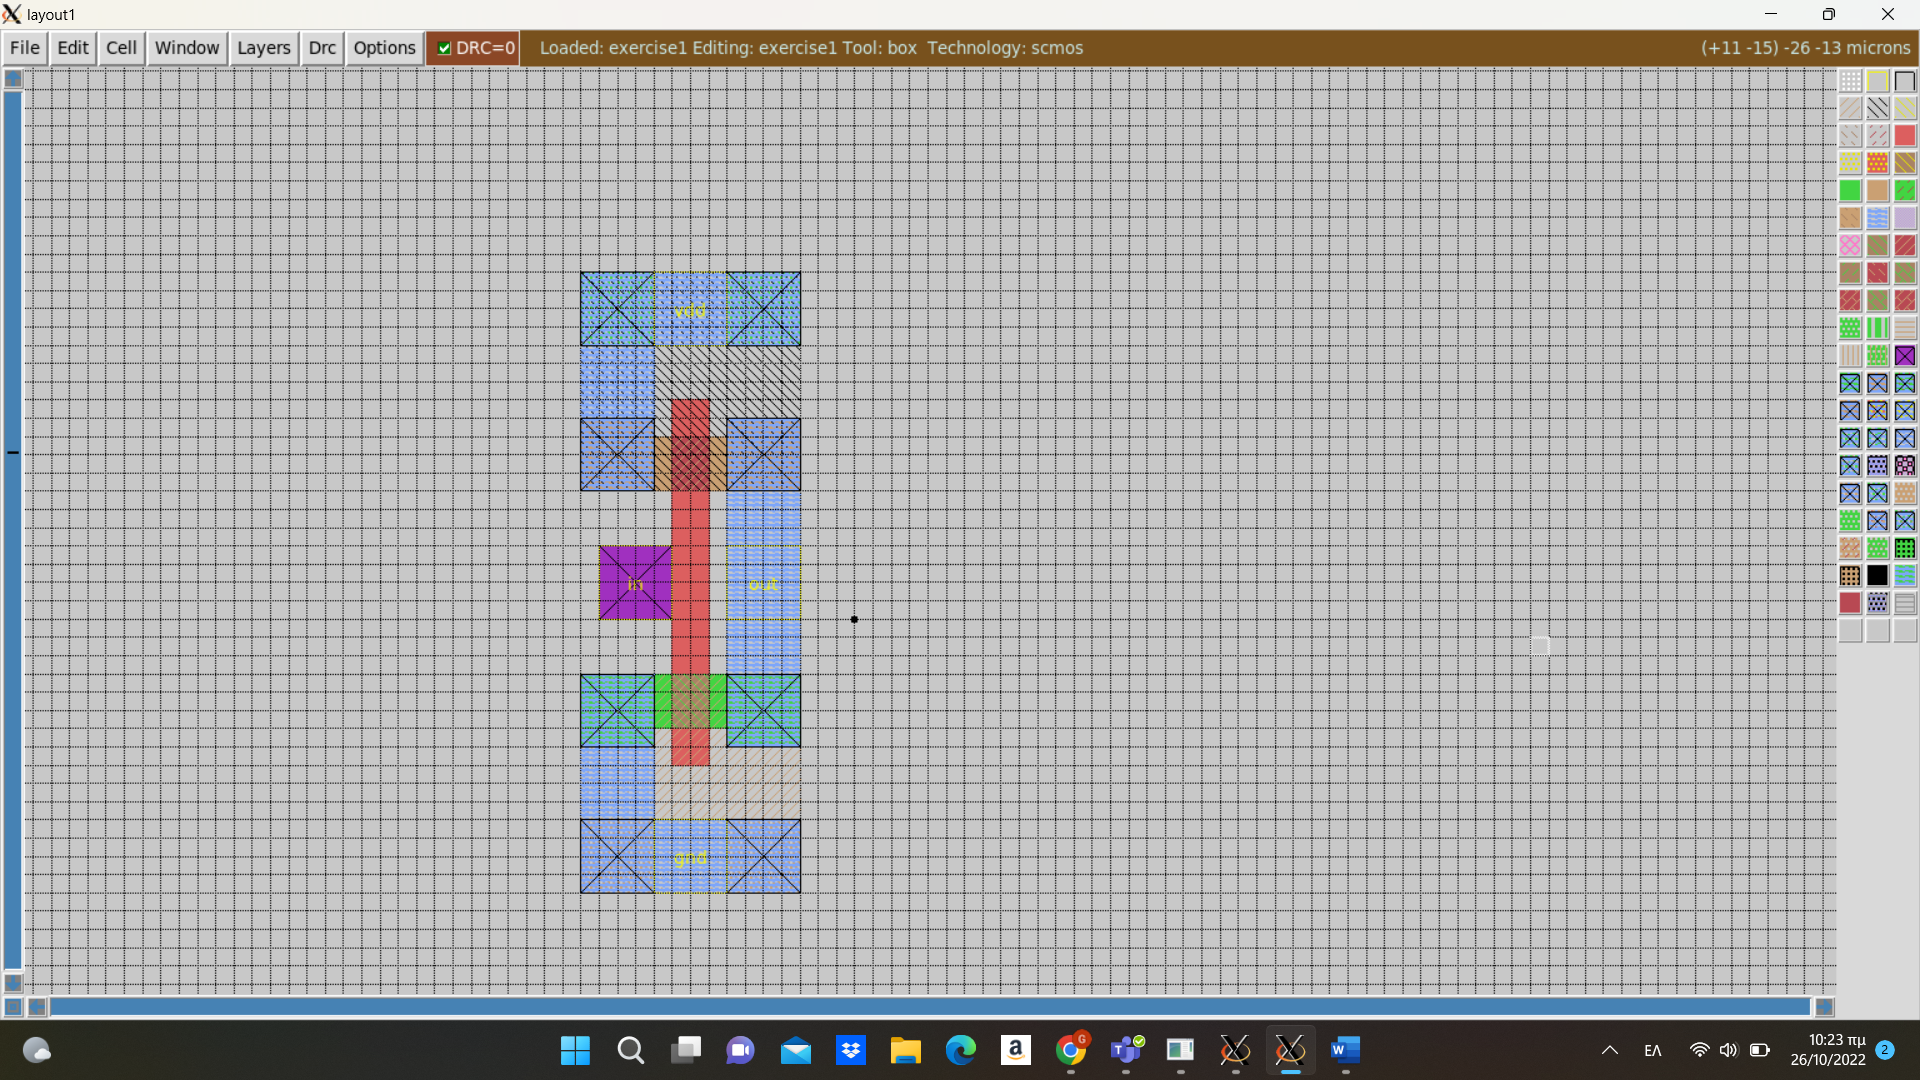 layout1
File Edit Cell Window Layers Drc Options DRC=0 Loaded: exercise1 Editing: exercise1 Tool: box Technology: scmos (+11 -15) -26 -13 microns
vdd
in
out
gnd
a
G
T
W
ΕΛ
10:23 πμ
26/10/2022
2